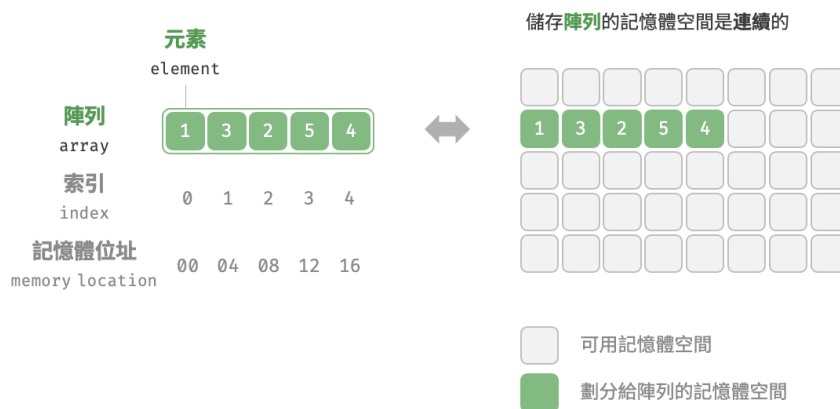 元素
element
陣列
array
1 3 2 5 4
索引
index
0 1 2 3 4
記憶體位址
memory location
00 04 08 12 16
儲存陣列的記憶體空間是連續的
1 3 2 5 4
可用記憶體空間
劃分給陣列的記憶體空間